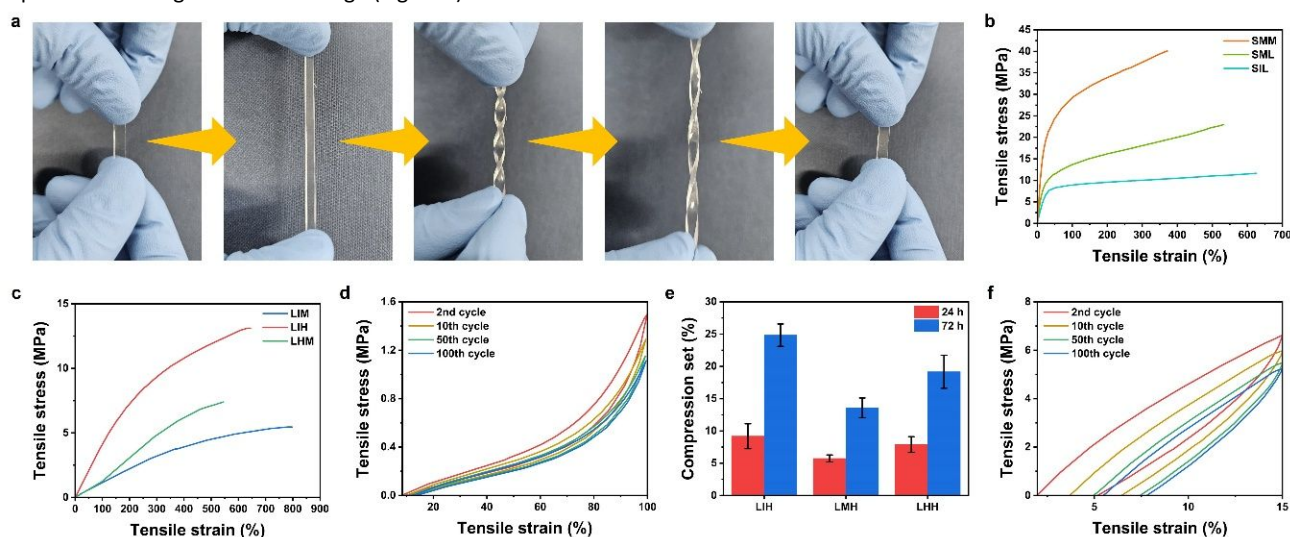 a
b
Tensile stress (MPa)
45
40
35
30
25
20
15
10
5
0
SMM
SML
SIL
0 100 200 300 400 500 600 700
Tensile strain (%)
c
Tensile stress (MPa)
15
10
5
0
LIM
LIH
LHM
0 100 200 300 400 500 600 700 800 900
Tensile strain (%)
d
Tensile stress (MPa)
1.6
1.2
0.8
0.4
0.0
2nd cycle
10th cycle
50th cycle
100th cycle
20 40 60 80 100
Tensile strain (%)
e
Compression set (%)
30
25
20
15
10
5
0
24 h
72 h
LIH LMH LHH
f
Tensile stress (MPa)
8
6
4
2
0
2nd cycle
10th cycle
50th cycle
100th cycle
5 10 15
Tensile strain (%)